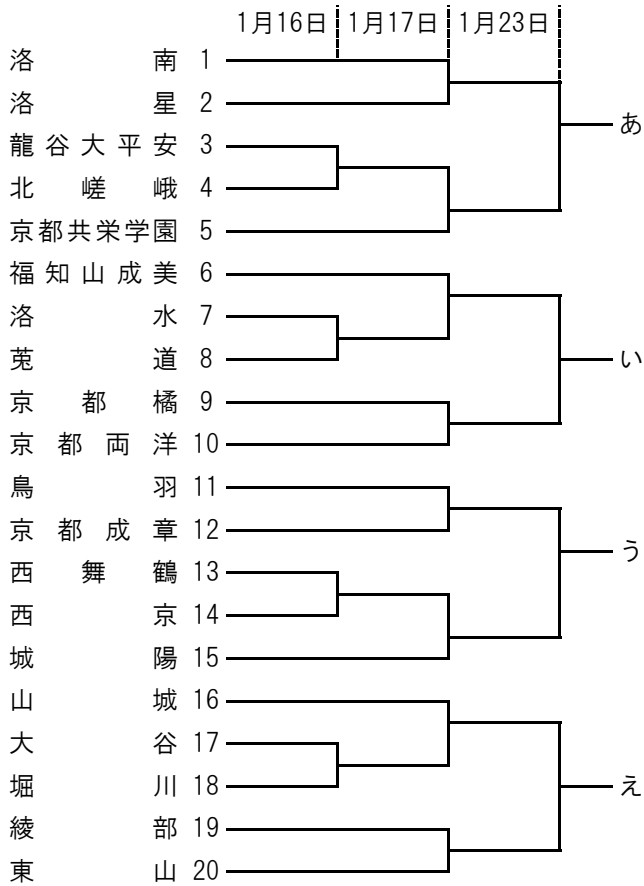 1月16日 1月17日 1月23日
洛南 1
洛星 2
あ
龍谷大平安 3
北嵯峨 4
京都共栄学園 5
福知山成美 6
洛水 7
莵道 8
い
京都橘 9
京都両洋 10
鳥羽 11
京都成章 12
う
西舞鶴 13
西京 14
城陽 15
山城 16
大谷 17
堀川 18
え
綾部 19
東山 20